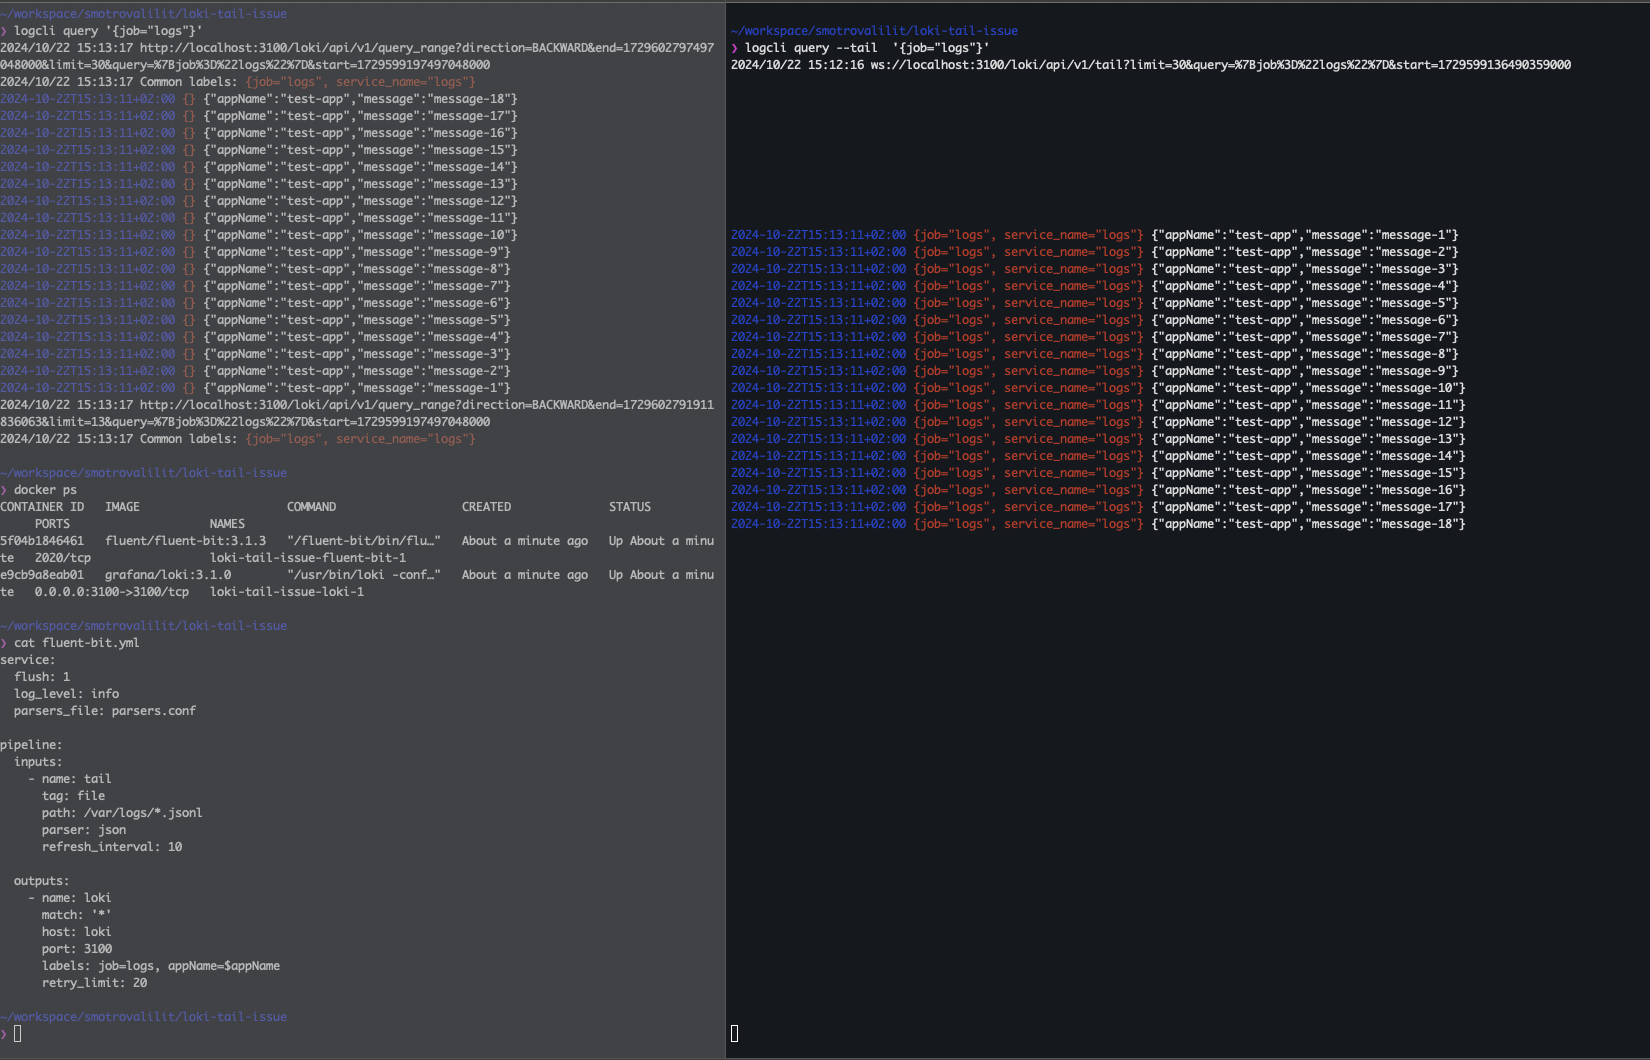 ~/workspace/smotrovalilit/loki-tail-issue
❯ logcli query '{job="logs"}'
2024/10/22 15:13:17 http://localhost:3100/loki/api/v1/query_range?direction=BACKWARD&end=1729602797497
048000&limit=30&query=%7Bjob%3D%22logs%22%7D&start=1729599197497048000
2024/10/22 15:13:17 Common labels: {job="logs", service_name="logs"}
2024-10-22T15:13:11+02:00 {} {"appName":"test-app","message":"message-18"}
2024-10-22T15:13:11+02:00 {} {"appName":"test-app","message":"message-17"}
2024-10-22T15:13:11+02:00 {} {"appName":"test-app","message":"message-16"}
2024-10-22T15:13:11+02:00 {} {"appName":"test-app","message":"message-15"}
2024-10-22T15:13:11+02:00 {} {"appName":"test-app","message":"message-14"}
2024-10-22T15:13:11+02:00 {} {"appName":"test-app","message":"message-13"}
2024-10-22T15:13:11+02:00 {} {"appName":"test-app","message":"message-12"}
2024-10-22T15:13:11+02:00 {} {"appName":"test-app","message":"message-11"}
2024-10-22T15:13:11+02:00 {} {"appName":"test-app","message":"message-10"}
2024-10-22T15:13:11+02:00 {} {"appName":"test-app","message":"message-9"}
2024-10-22T15:13:11+02:00 {} {"appName":"test-app","message":"message-8"}
2024-10-22T15:13:11+02:00 {} {"appName":"test-app","message":"message-7"}
2024-10-22T15:13:11+02:00 {} {"appName":"test-app","message":"message-6"}
2024-10-22T15:13:11+02:00 {} {"appName":"test-app","message":"message-5"}
2024-10-22T15:13:11+02:00 {} {"appName":"test-app","message":"message-4"}
2024-10-22T15:13:11+02:00 {} {"appName":"test-app","message":"message-3"}
2024-10-22T15:13:11+02:00 {} {"appName":"test-app","message":"message-2"}
2024-10-22T15:13:11+02:00 {} {"appName":"test-app","message":"message-1"}
2024/10/22 15:13:17 http://localhost:3100/loki/api/v1/query_range?direction=BACKWARD&end=1729602791911
836063&limit=13&query=%7Bjob%3D%22logs%22%7D&start=1729599197497048000
2024/10/22 15:13:17 Common labels: {job="logs", service_name="logs"}
~/workspace/smotrovalilit/loki-tail-issue
❯ docker ps
CONTAINER ID   IMAGE                     COMMAND                  CREATED              STATUS
     PORTS                    NAMES
5f04b1846461   fluent/fluent-bit:3.1.3   "/fluent-bit/bin/flu…"   About a minute ago   Up About a minu
te   2020/tcp                 loki-tail-issue-fluent-bit-1
e9cb9a8eab01   grafana/loki:3.1.0        "/usr/bin/loki -conf…"   About a minute ago   Up About a minu
te   0.0.0.0:3100->3100/tcp   loki-tail-issue-loki-1
~/workspace/smotrovalilit/loki-tail-issue
❯ cat fluent-bit.yml
service:
  flush: 1
  log_level: info
  parsers_file: parsers.conf
pipeline:
  inputs:
    - name: tail
      tag: file
      path: /var/logs/*.jsonl
      parser: json
      refresh_interval: 10
  outputs:
    - name: loki
      match: '*'
      host: loki
      port: 3100
      labels: job=logs, appName=$appName
      retry_limit: 20
~/workspace/smotrovalilit/loki-tail-issue
❯
~/workspace/smotrovalilit/loki-tail-issue
❯ logcli query --tail  '{job="logs"}'
2024/10/22 15:12:16 ws://localhost:3100/loki/api/v1/tail?limit=30&query=%7Bjob%3D%22logs%22%7D&start=1729599136490359000
2024-10-22T15:13:11+02:00 {job="logs", service_name="logs"} {"appName":"test-app","message":"message-1"}
2024-10-22T15:13:11+02:00 {job="logs", service_name="logs"} {"appName":"test-app","message":"message-2"}
2024-10-22T15:13:11+02:00 {job="logs", service_name="logs"} {"appName":"test-app","message":"message-3"}
2024-10-22T15:13:11+02:00 {job="logs", service_name="logs"} {"appName":"test-app","message":"message-4"}
2024-10-22T15:13:11+02:00 {job="logs", service_name="logs"} {"appName":"test-app","message":"message-5"}
2024-10-22T15:13:11+02:00 {job="logs", service_name="logs"} {"appName":"test-app","message":"message-6"}
2024-10-22T15:13:11+02:00 {job="logs", service_name="logs"} {"appName":"test-app","message":"message-7"}
2024-10-22T15:13:11+02:00 {job="logs", service_name="logs"} {"appName":"test-app","message":"message-8"}
2024-10-22T15:13:11+02:00 {job="logs", service_name="logs"} {"appName":"test-app","message":"message-9"}
2024-10-22T15:13:11+02:00 {job="logs", service_name="logs"} {"appName":"test-app","message":"message-10"}
2024-10-22T15:13:11+02:00 {job="logs", service_name="logs"} {"appName":"test-app","message":"message-11"}
2024-10-22T15:13:11+02:00 {job="logs", service_name="logs"} {"appName":"test-app","message":"message-12"}
2024-10-22T15:13:11+02:00 {job="logs", service_name="logs"} {"appName":"test-app","message":"message-13"}
2024-10-22T15:13:11+02:00 {job="logs", service_name="logs"} {"appName":"test-app","message":"message-14"}
2024-10-22T15:13:11+02:00 {job="logs", service_name="logs"} {"appName":"test-app","message":"message-15"}
2024-10-22T15:13:11+02:00 {job="logs", service_name="logs"} {"appName":"test-app","message":"message-16"}
2024-10-22T15:13:11+02:00 {job="logs", service_name="logs"} {"appName":"test-app","message":"message-17"}
2024-10-22T15:13:11+02:00 {job="logs", service_name="logs"} {"appName":"test-app","message":"message-18"}